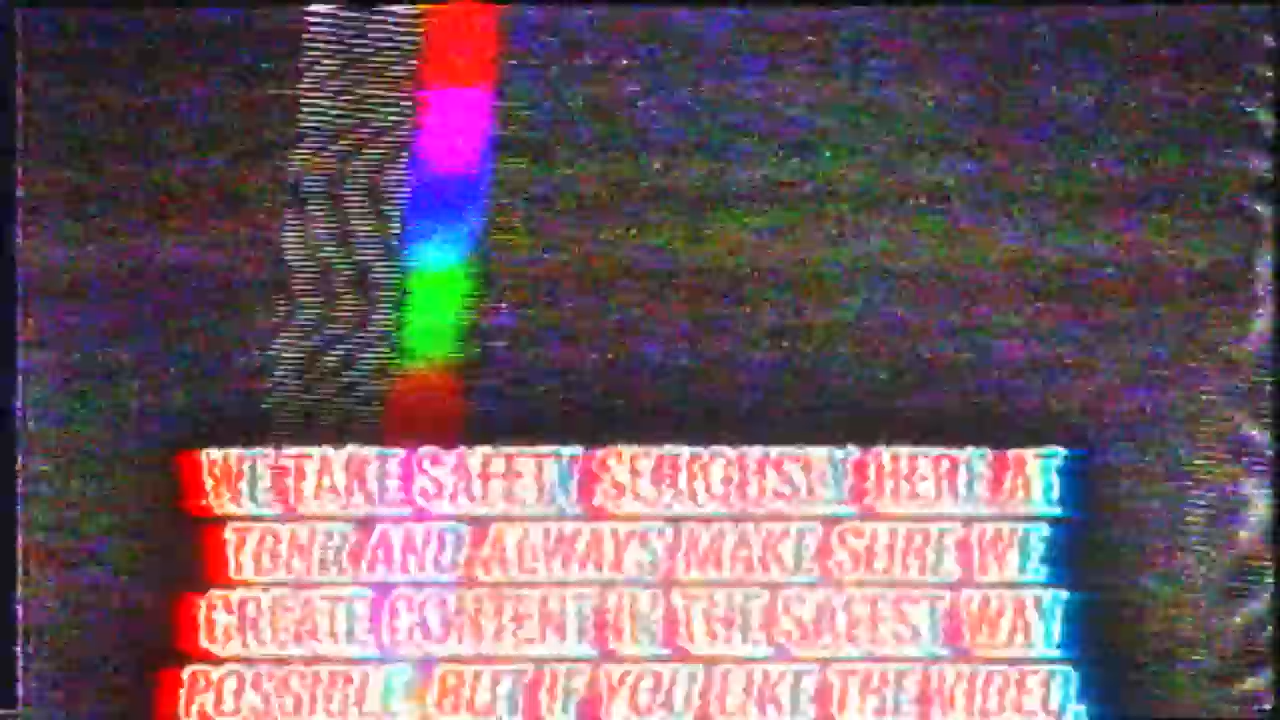 WE TAKE SAFETY SERIOUSLY HERE AT
AND ALWAYS MAKE SURE WE
CREATE CONTENT IN THE SAFEST WAY
POSSIBLE, BUT IF YOU LIKE THE VIDEO,